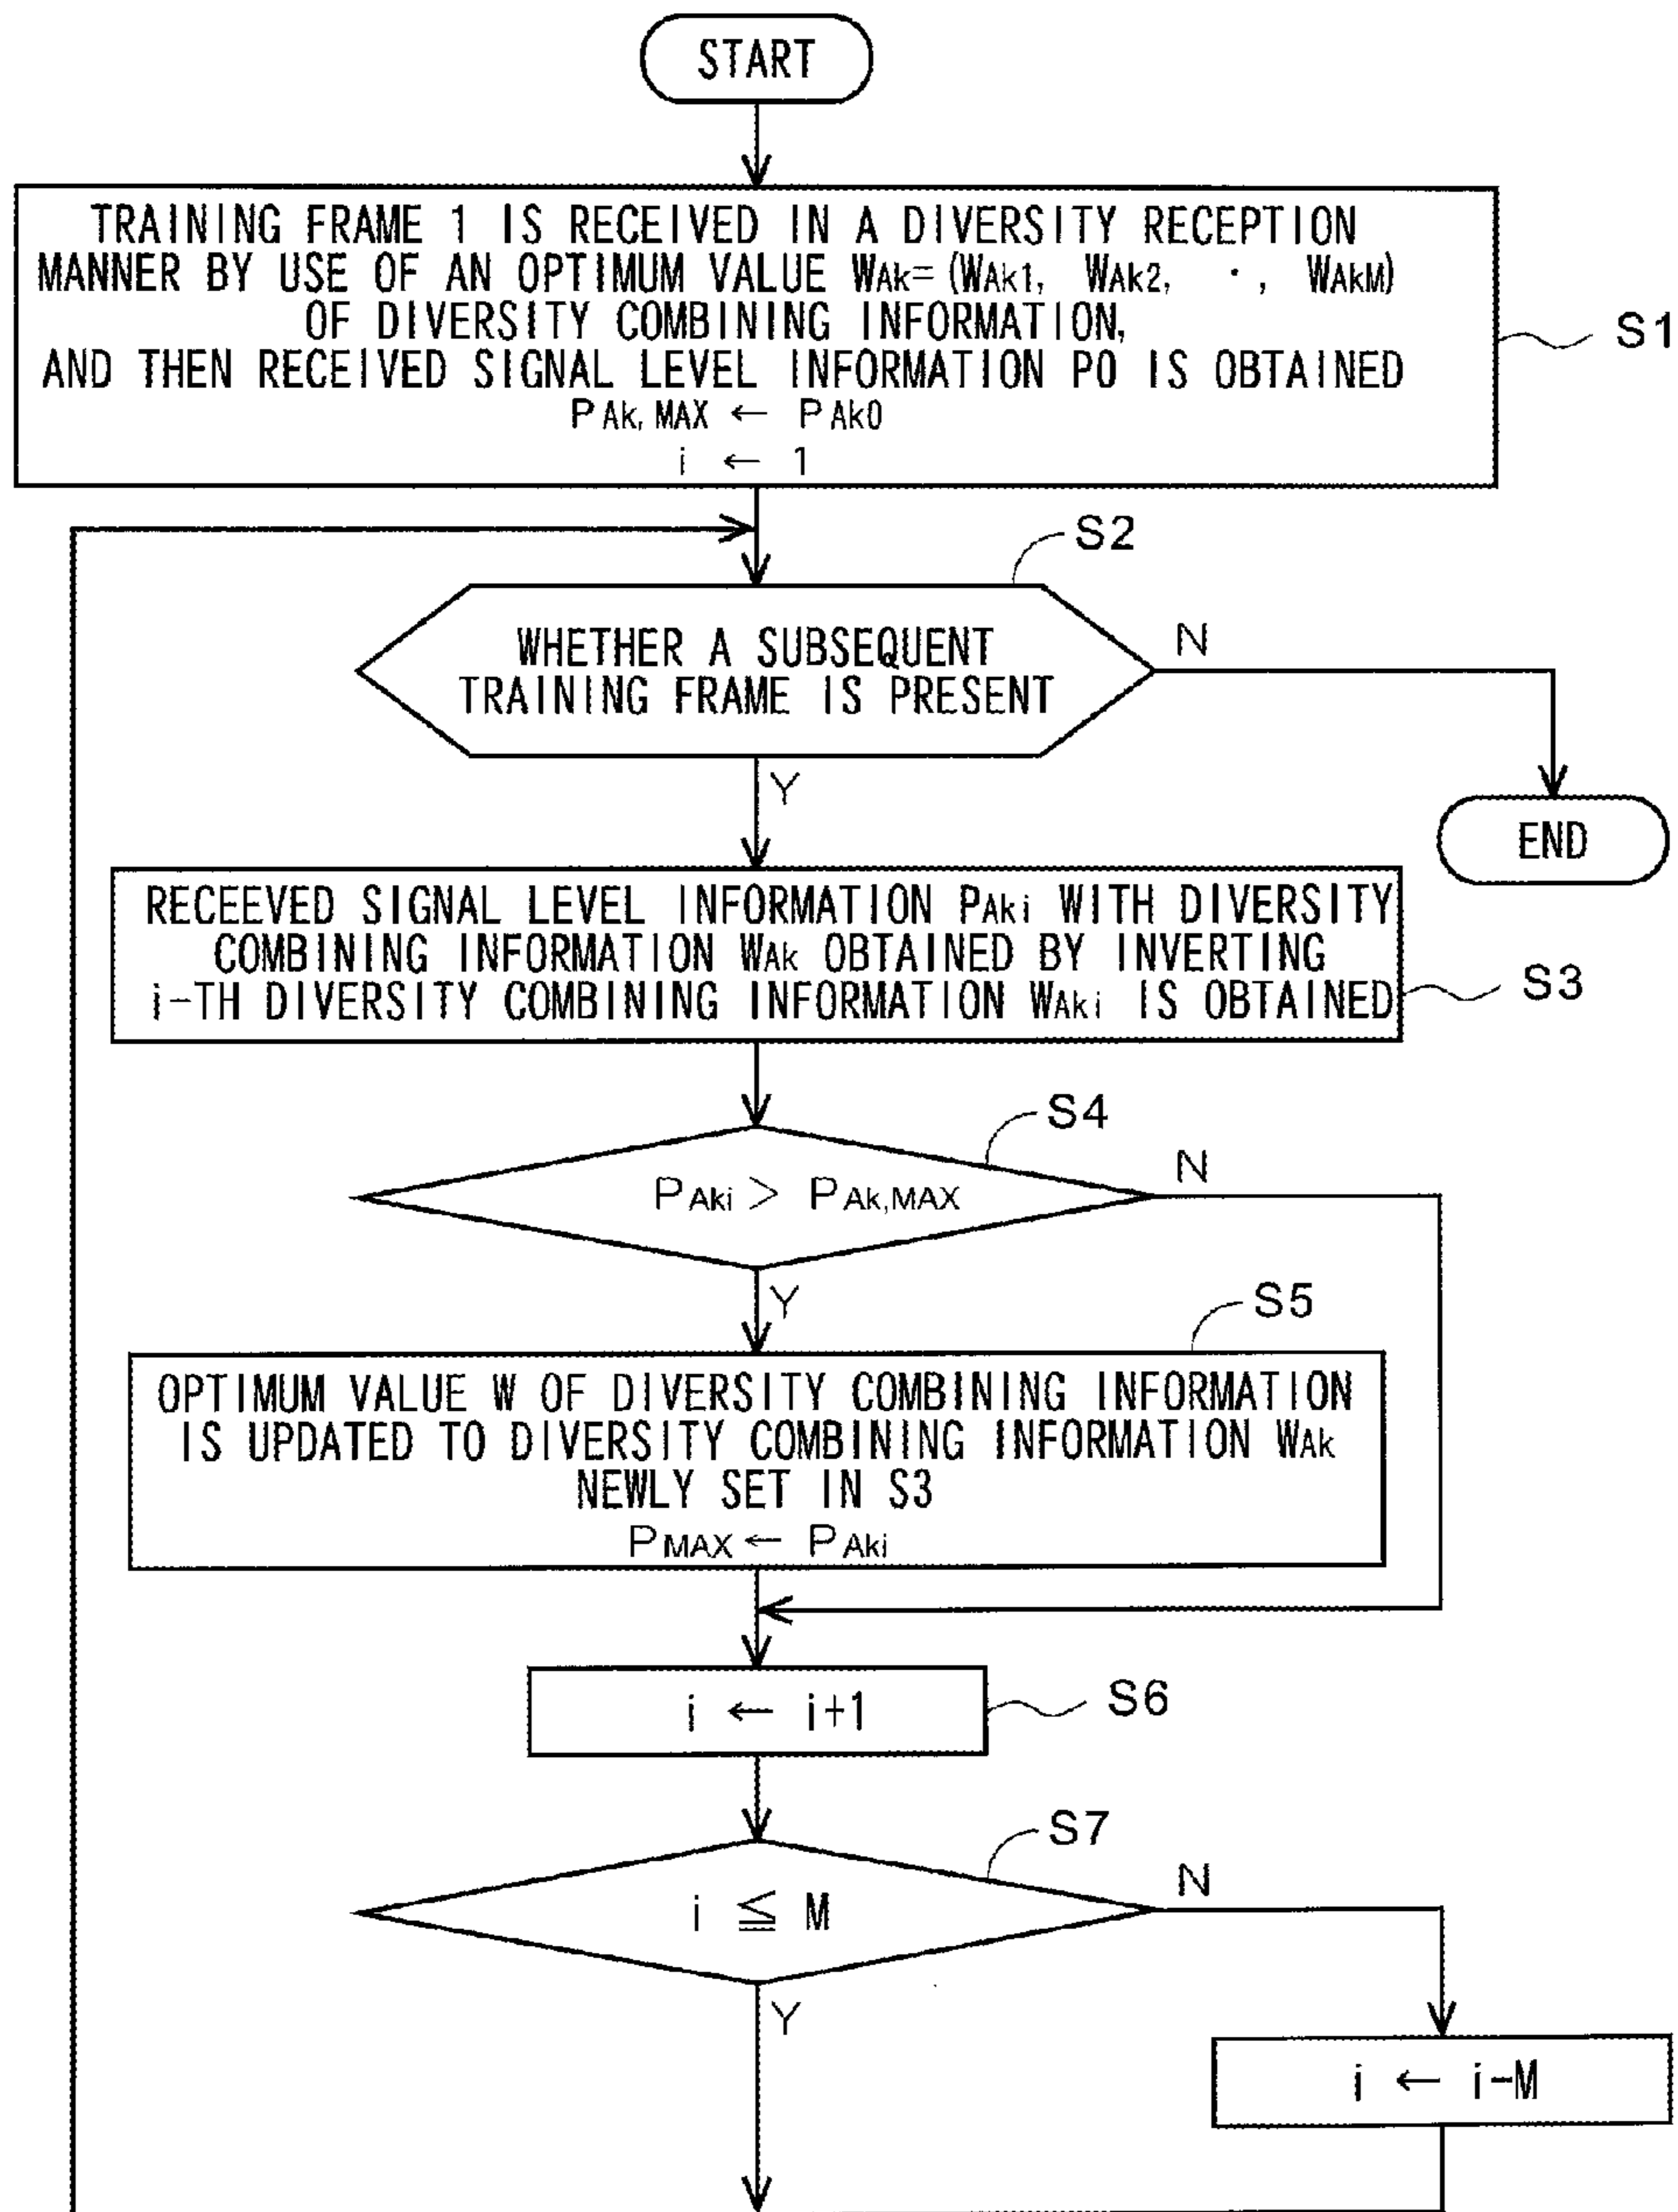 START
TRAINING FRAME 1 IS RECEIVED IN A DIVERSITY RECEPTION
MANNER BY USE OF AN OPTIMUM VALUE WAk= (WAk1, WAk2, ・, WAkM)
OF DIVERSITY COMBINING INFORMATION,
AND THEN RECEIVED SIGNAL LEVEL INFORMATION P0 IS OBTAINED
PAk,MAX ← PAk0
i ← 1
S1
S2
WHETHER A SUBSEQUENT
TRAINING FRAME IS PRESENT
N
Y
END
RECEEVED SIGNAL LEVEL INFORMATION PAki WITH DIVERSITY
COMBINING INFORMATION WAk OBTAINED BY INVERTING
i-TH DIVERSITY COMBINING INFORMATION WAki IS OBTAINED
S3
S4
PAki > PAk,MAX
N
Y
S5
OPTIMUM VALUE W OF DIVERSITY COMBINING INFORMATION
IS UPDATED TO DIVERSITY COMBINING INFORMATION WAk
NEWLY SET IN S3
PMAX ← PAki
i ← i+1
S6
S7
i ≦ M
N
Y
i ← i-M